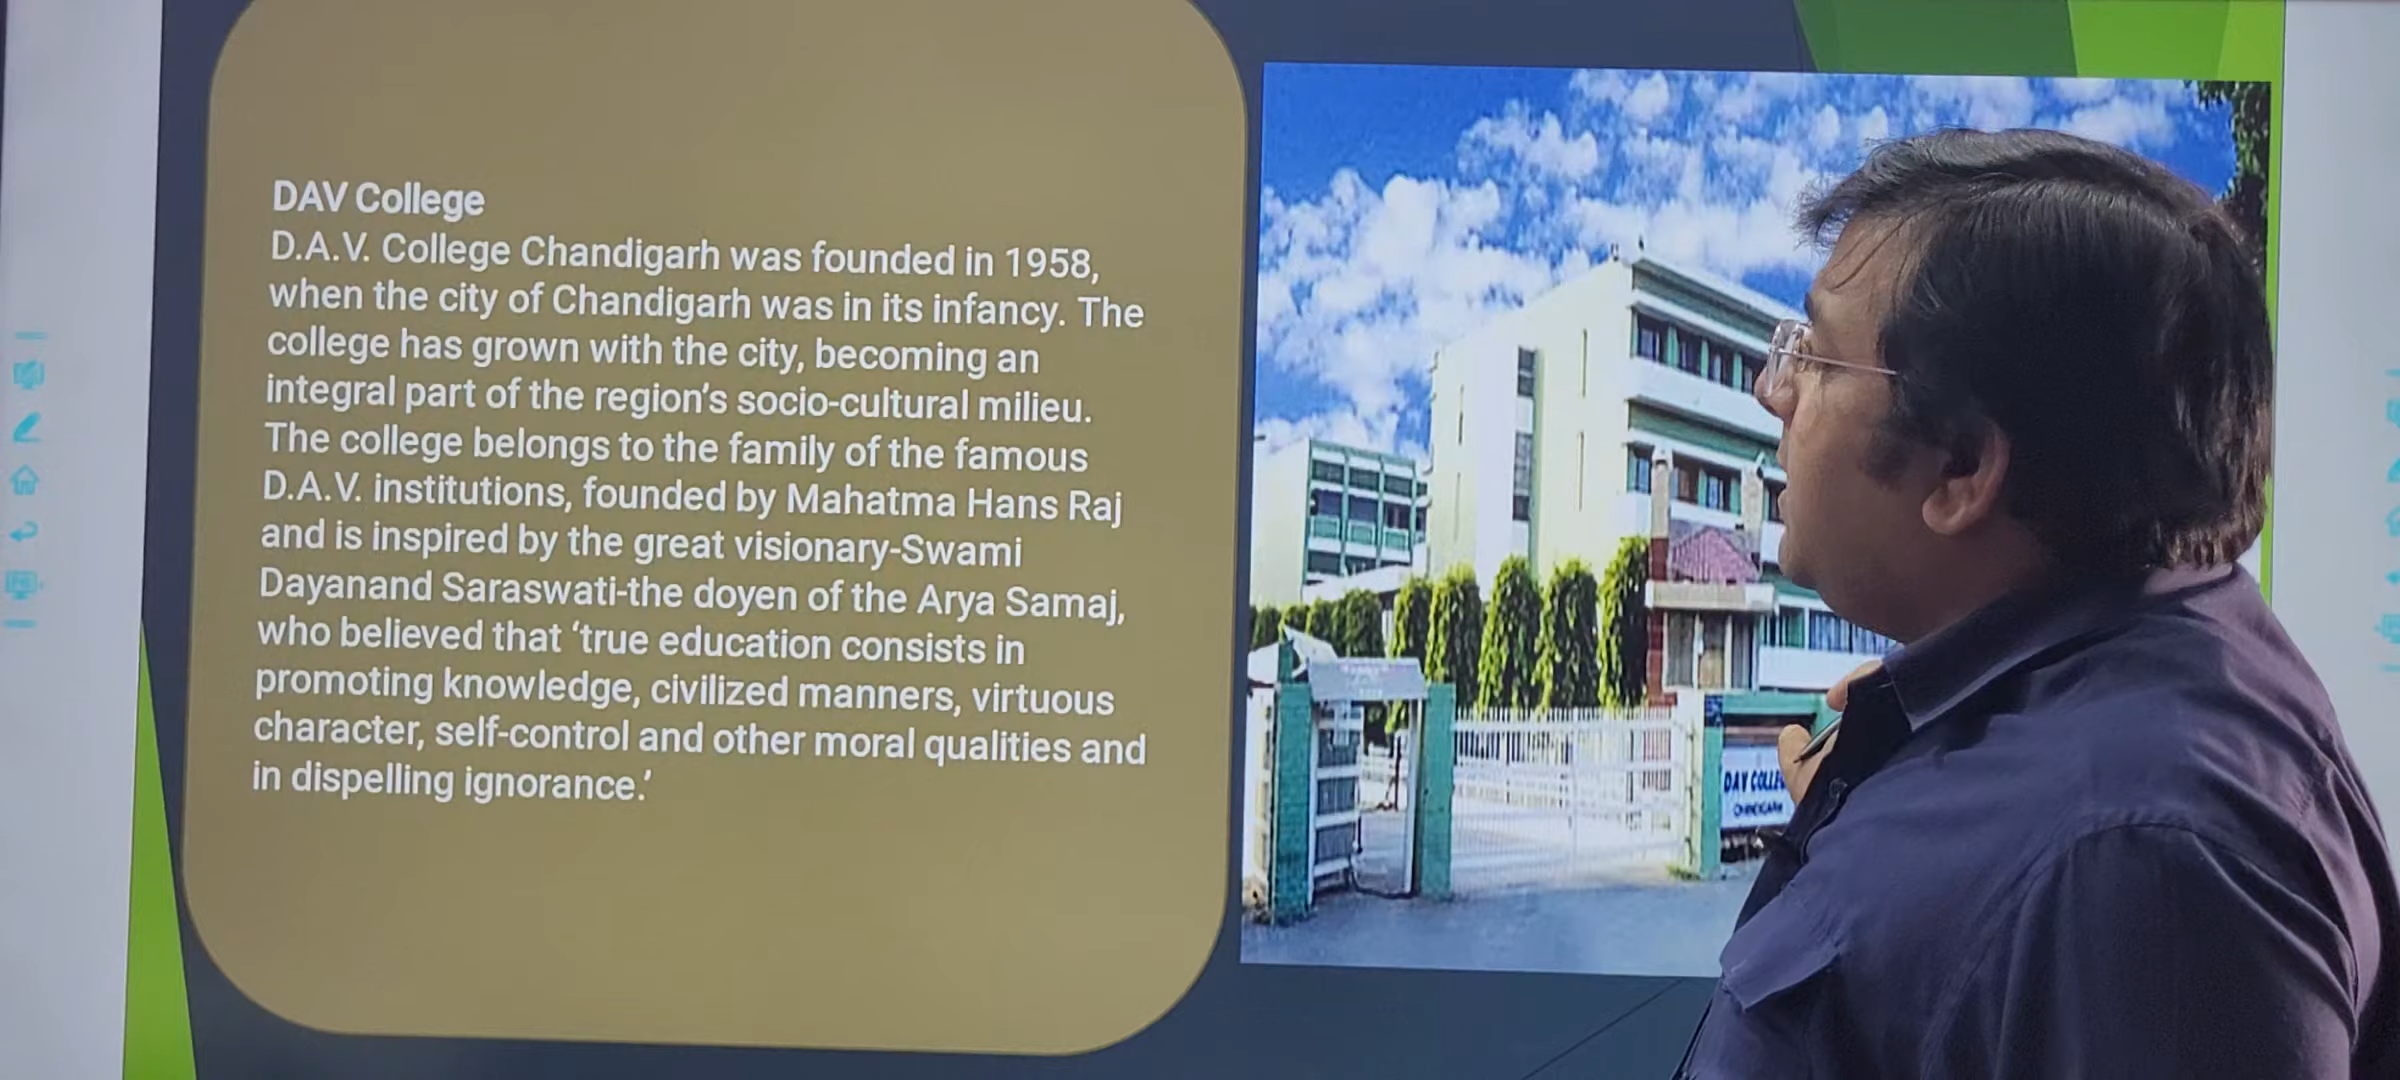 DAV College
D.A.V. College Chandigarh was founded in 1958,
when the city of Chandigarh was in its infancy. The
college has grown with the city, becoming an
integral part of the region's socio-cultural milieu.
The college belongs to the family of the famous
D.A.V. institutions, founded by Mahatma Hans Raj
and is inspired by the great visionary-Swami
Dayanand Saraswati-the doyen of the Arya Samaj,
who believed that ‘true education consists in
promoting knowledge, civilized manners, virtuous
character, self-control and other moral qualities and
in dispelling ignorance.’
DAV COLLE